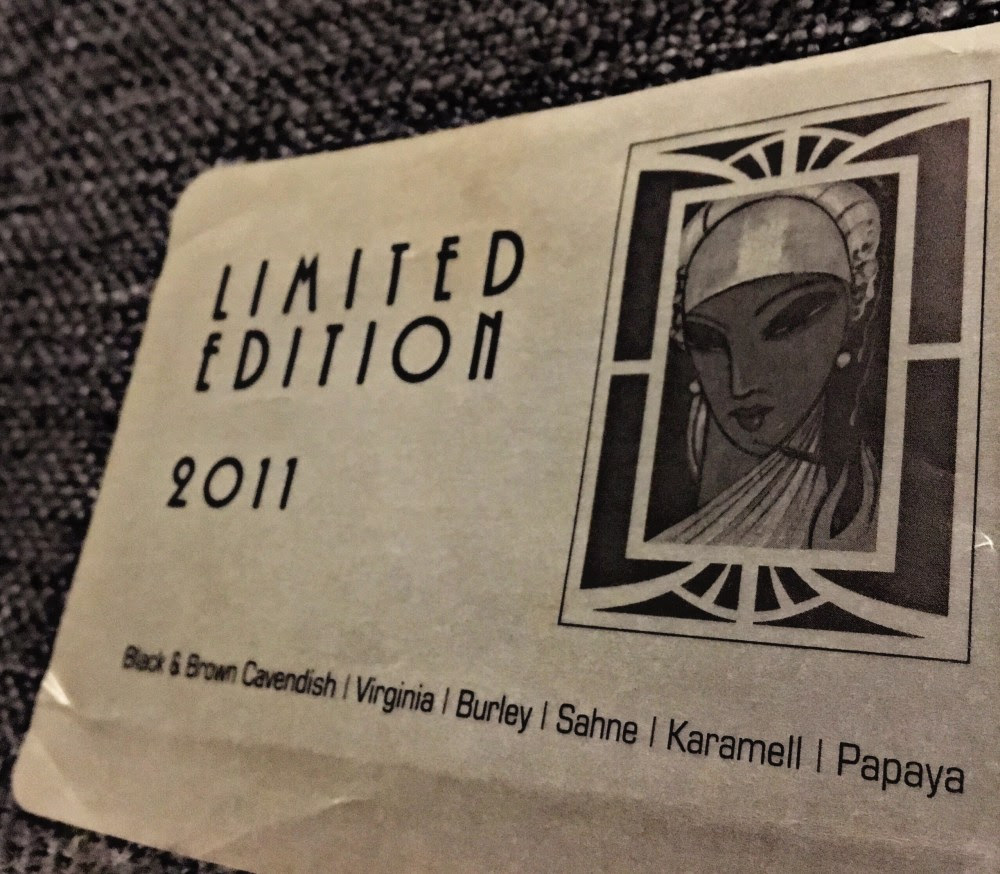 LIMITED
EDITION
2011
Black & Brown Cavendish | Virginia | Burley | Sahne | Karamell | Papaya